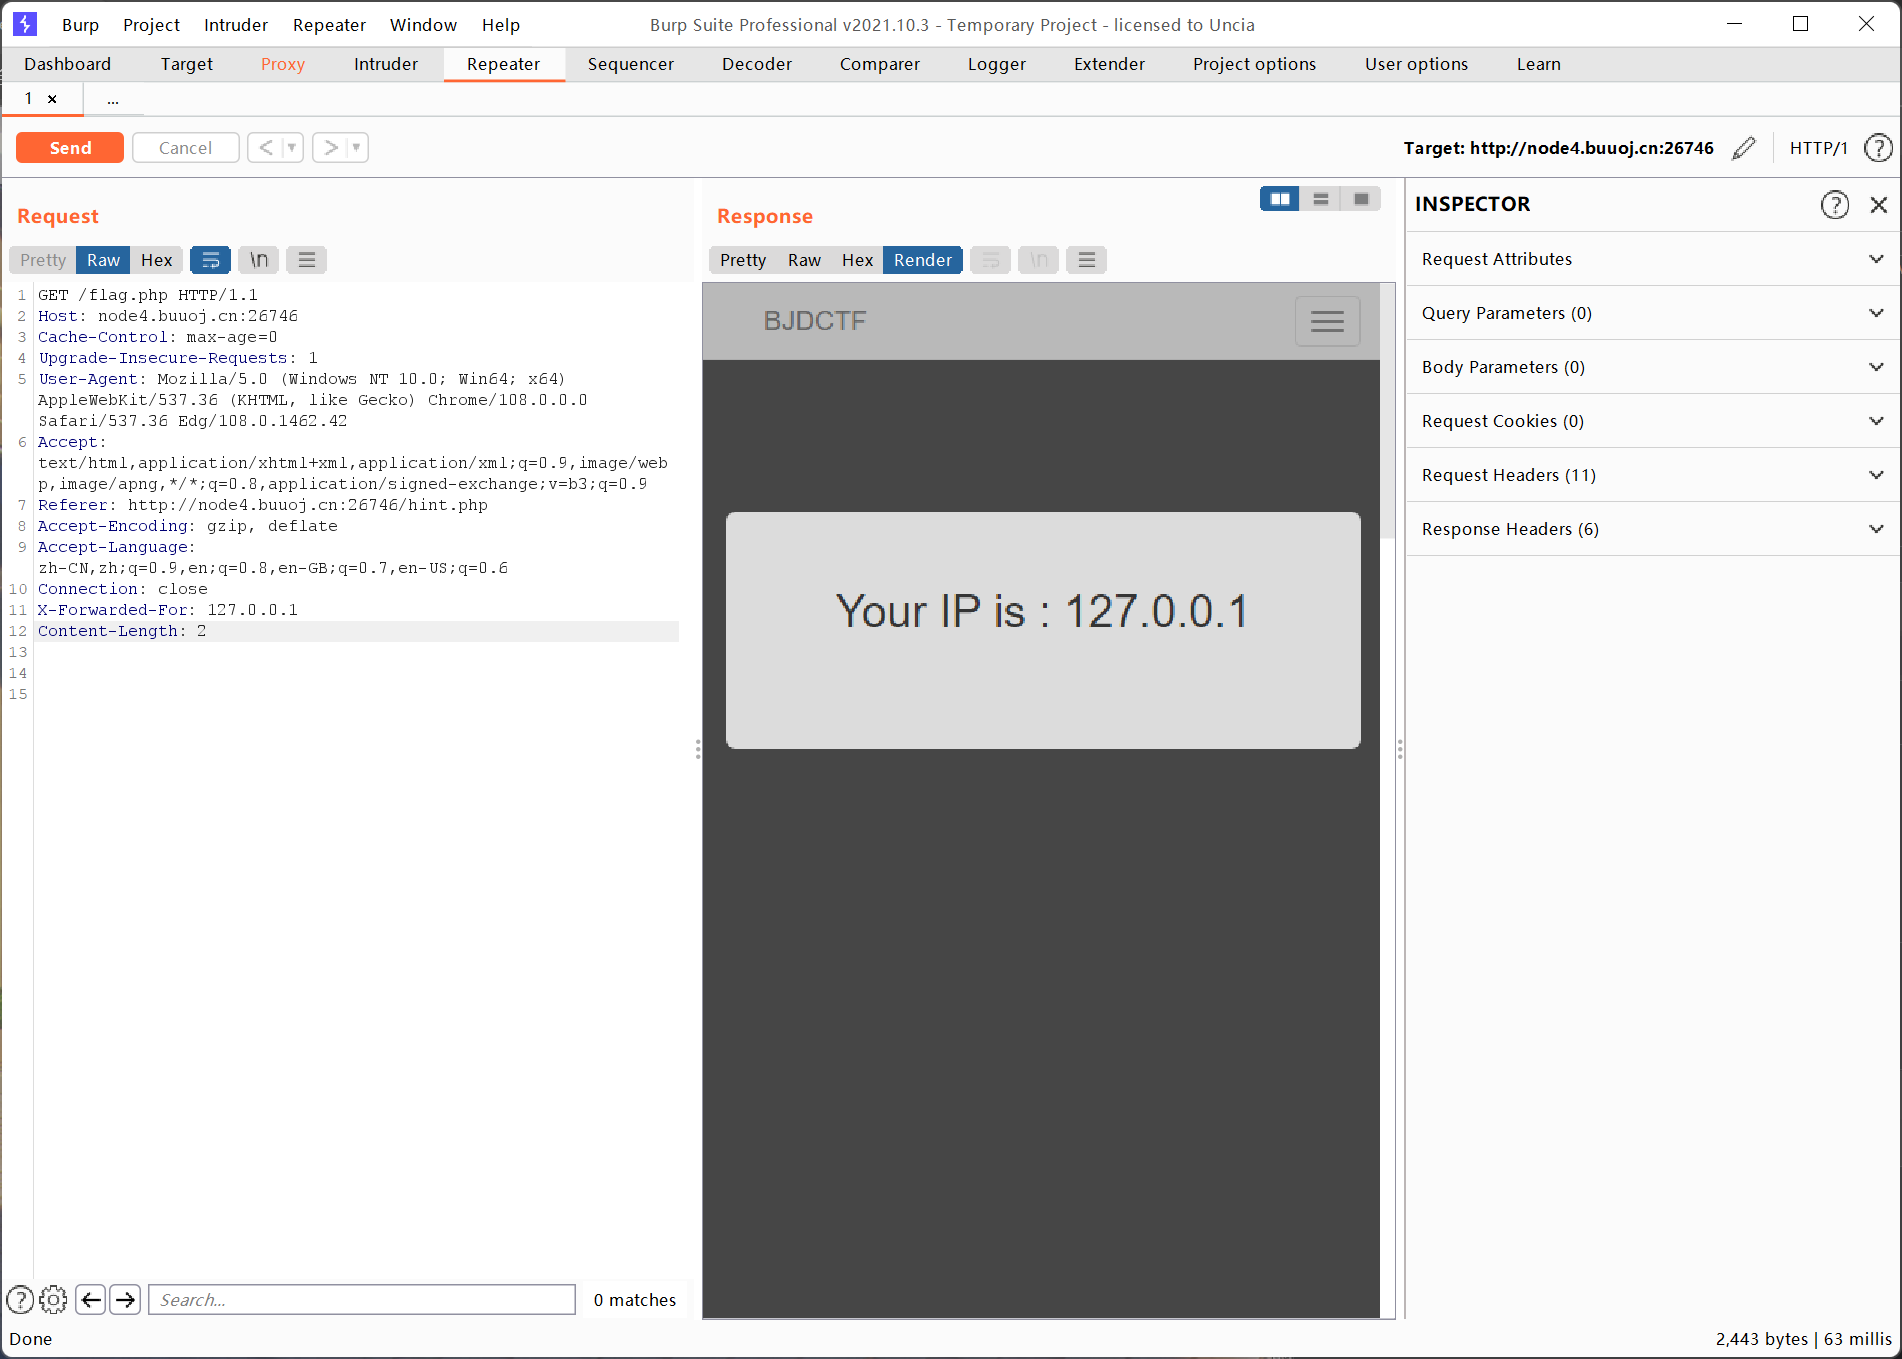 Burp Project Intruder Repeater Window Help
Burp Suite Professional v2021.10.3 - Temporary Project - licensed to Uncia
Dashboard Target Proxy Intruder Repeater Sequencer Decoder Comparer Logger Extender Project options User options Learn
1 × ...
Send Cancel < >
Target: http://node4.buuoj.cn:26746 HTTP/1 ?
Request
Pretty Raw Hex \n
1 GET /flag.php HTTP/1.1
2 Host: node4.buuoj.cn:26746
3 Cache-Control: max-age=0
4 Upgrade-Insecure-Requests: 1
5 User-Agent: Mozilla/5.0 (Windows NT 10.0; Win64; x64)
AppleWebKit/537.36 (KHTML, like Gecko) Chrome/108.0.0.0
Safari/537.36 Edg/108.0.1462.42
6 Accept:
text/html,application/xhtml+xml,application/xml;q=0.9,image/web
p,image/apng,*/*;q=0.8,application/signed-exchange;v=b3;q=0.9
7 Referer: http://node4.buuoj.cn:26746/hint.php
8 Accept-Encoding: gzip, deflate
9 Accept-Language:
zh-CN,zh;q=0.9,en;q=0.8,en-GB;q=0.7,en-US;q=0.6
10 Connection: close
11 X-Forwarded-For: 127.0.0.1
12 Content-Length: 2
13
14
15
? Search... 0 matches
Response
Pretty Raw Hex Render \n
BJDCTF
Your IP is : 127.0.0.1
INSPECTOR ?
Request Attributes
Query Parameters (0)
Body Parameters (0)
Request Cookies (0)
Request Headers (11)
Response Headers (6)
Done
2,443 bytes | 63 millis